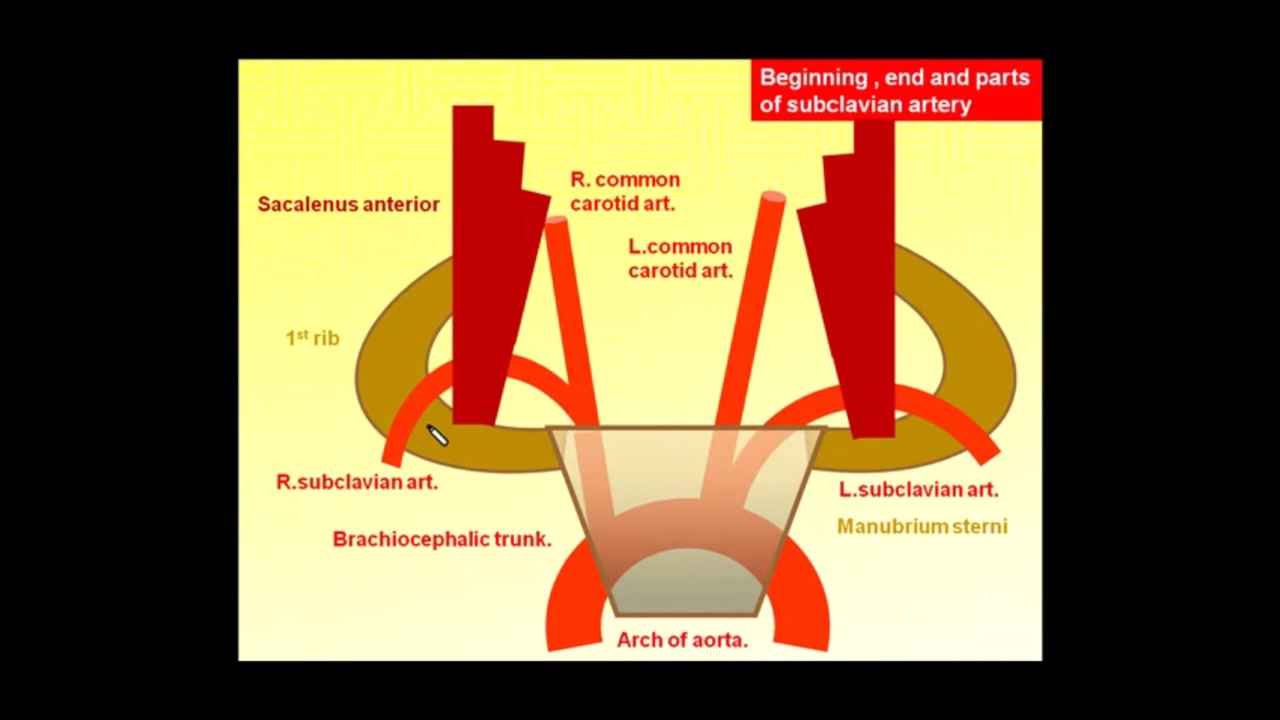 Beginning , end and parts
of subclavian artery
R. common
carotid art.
Sacalenus anterior
L.common
carotid art.
1st rib
R.subclavian art.
L.subclavian art.
Manubrium sterni
Brachiocephalic trunk.
Arch of aorta.